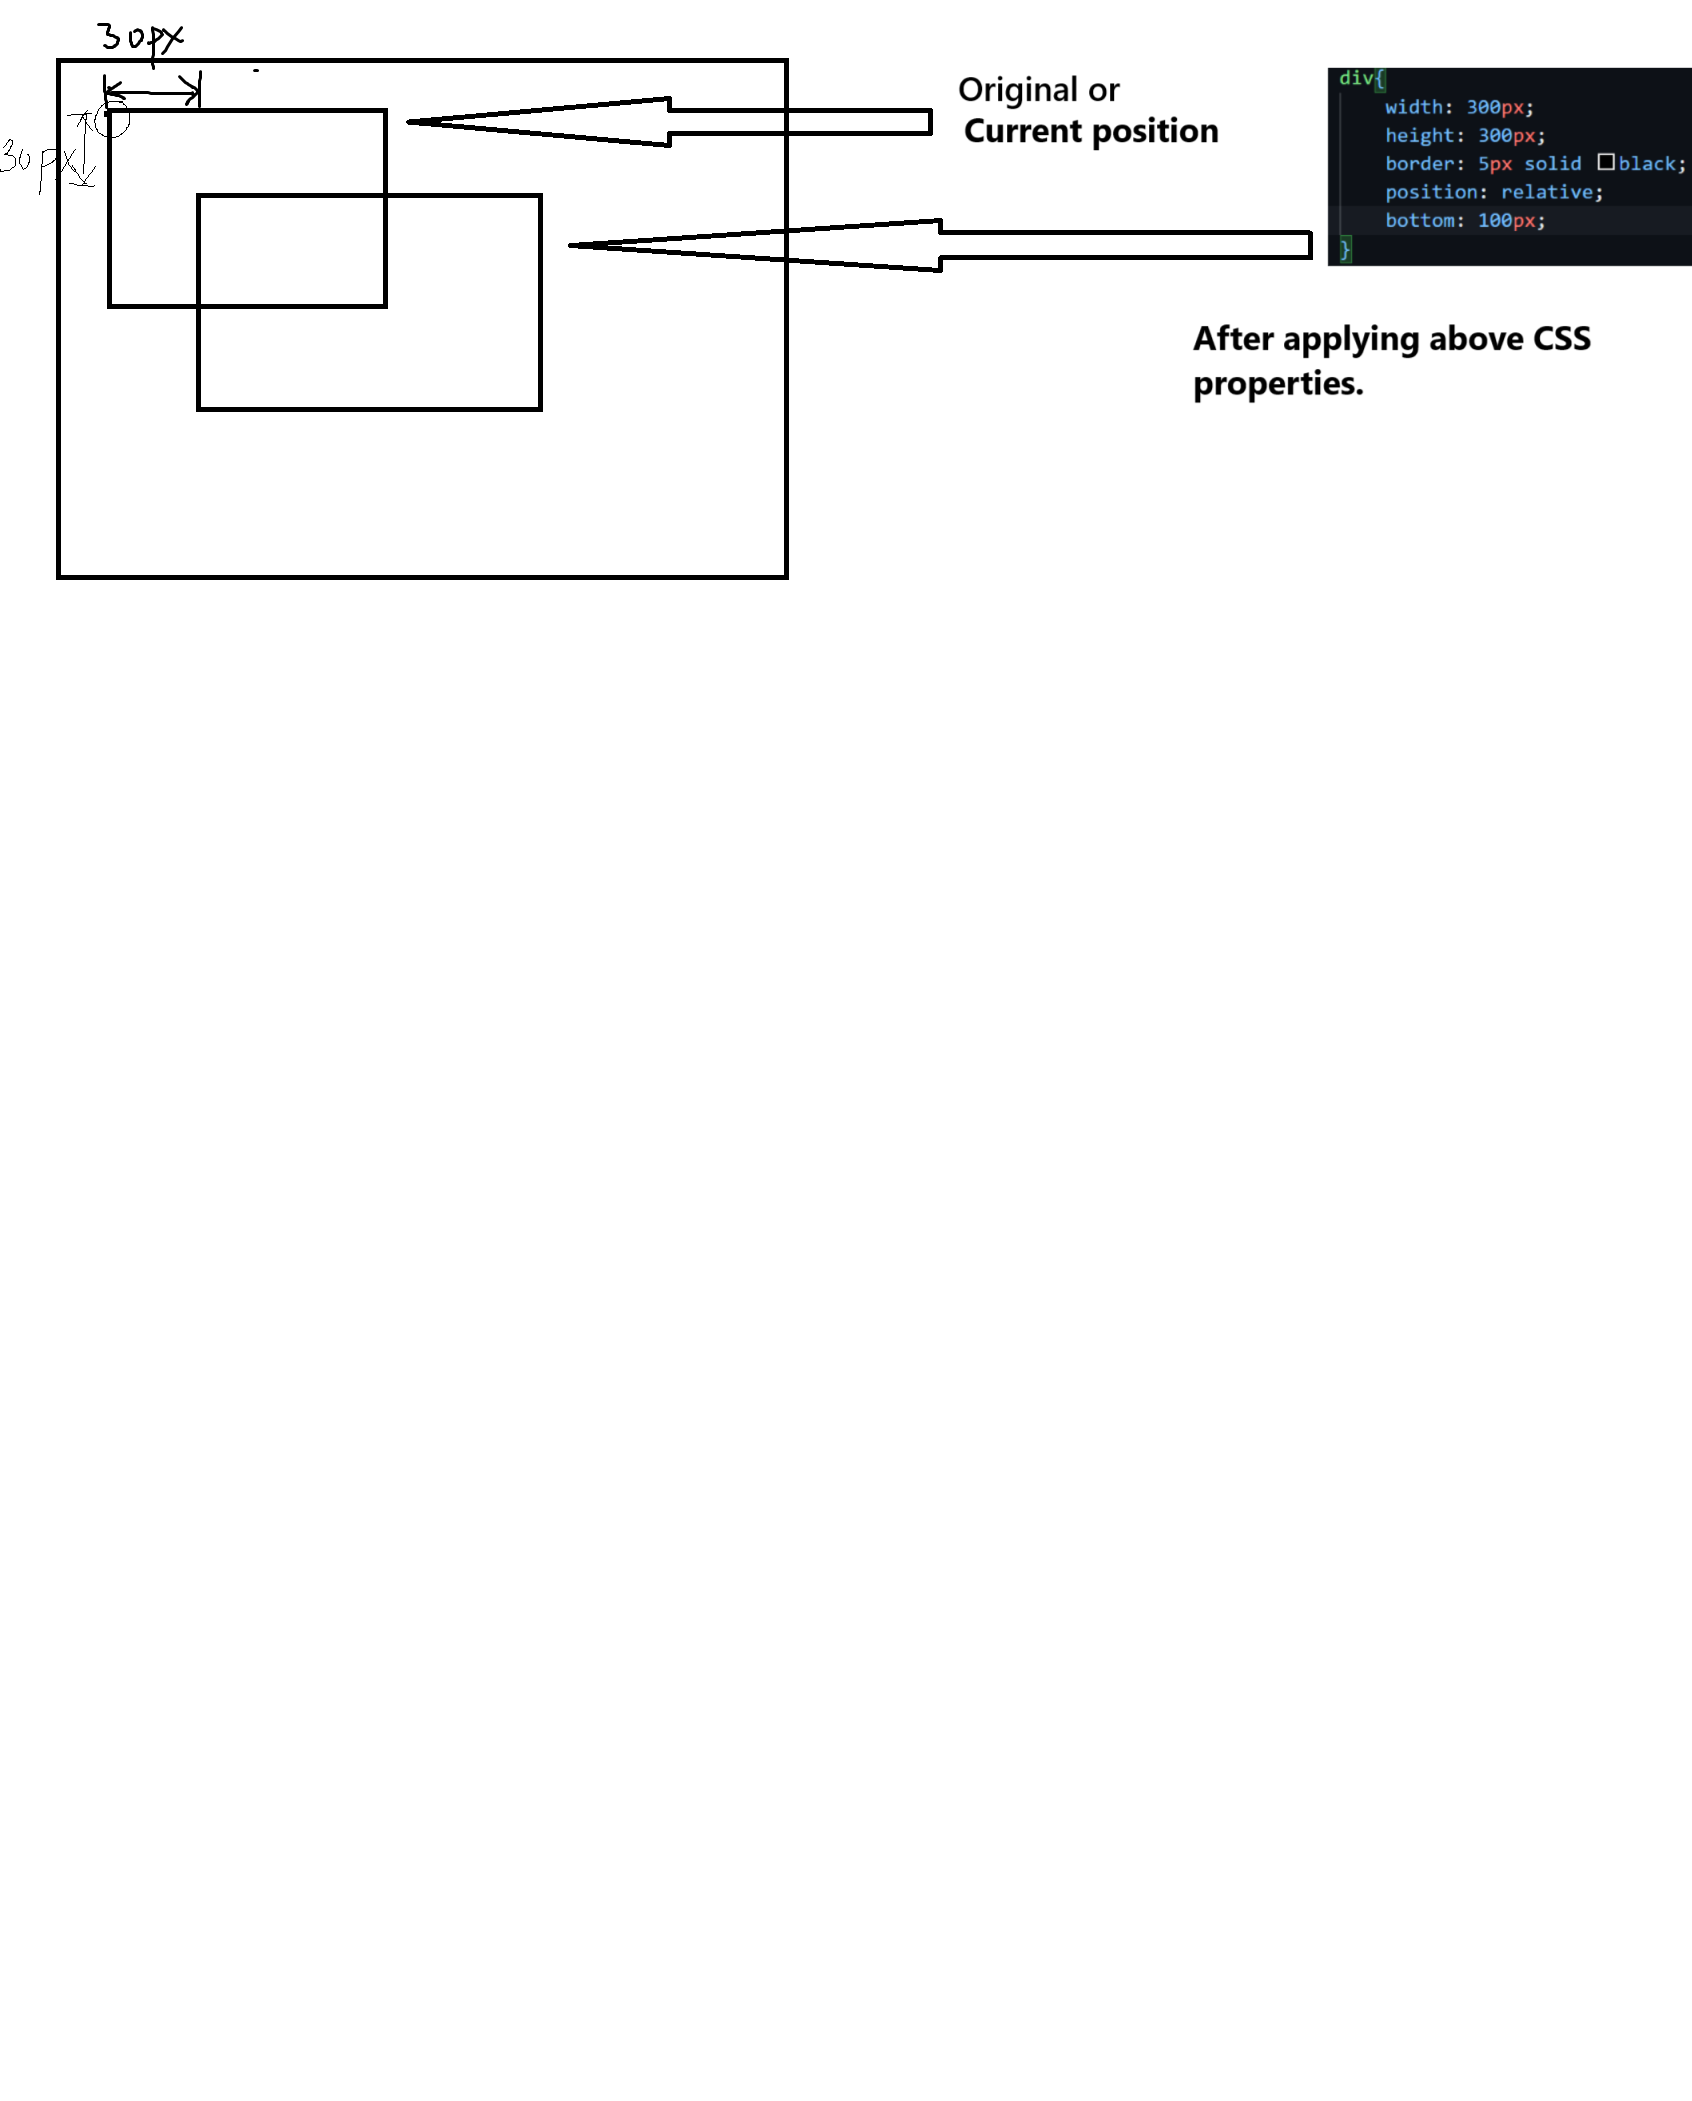 30px
30px
Original or
Current position
div{
width: 300px;
height: 300px;
border: 5px solid black;
position: relative;
bottom: 100px;
}
After applying above CSS
properties.